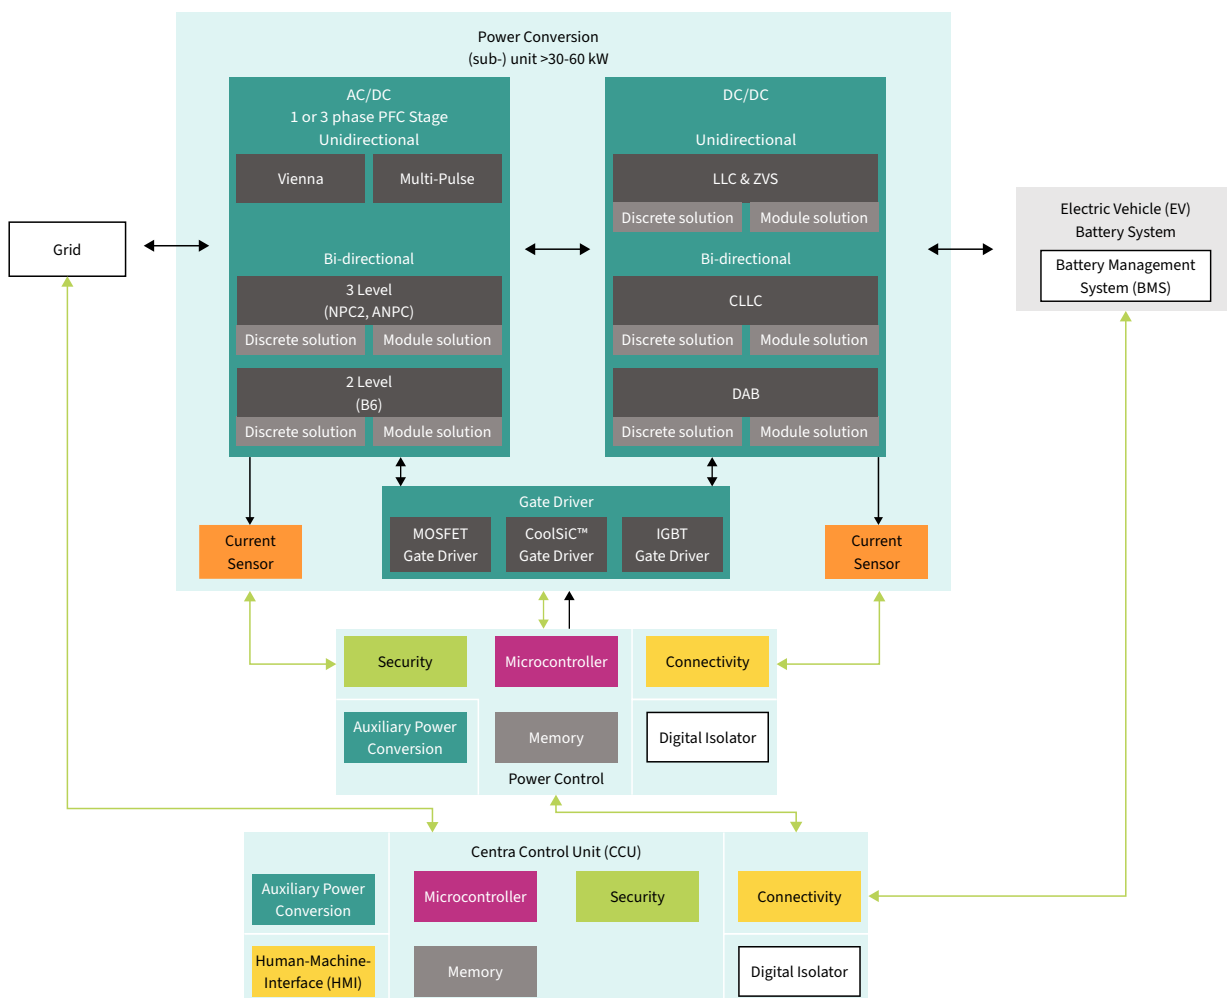 Power Conversion
(sub-) unit >30-60 kW
AC/DC
1 or 3 phase PFC Stage
Unidirectional
Vienna
Multi-Pulse
Bi-directional
3 Level
(NPC2, ANPC)
Discrete solution
Module solution
2 Level
(B6)
Discrete solution
Module solution
DC/DC
Unidirectional
LLC & ZVS
Discrete solution
Module solution
Bi-directional
CLLC
Discrete solution
Module solution
DAB
Discrete solution
Module solution
Grid
Electric Vehicle (EV)
Battery System
Battery Management
System (BMS)
Gate Driver
MOSFET
Gate Driver
CoolSiC™
Gate Driver
IGBT
Gate Driver
Current
Sensor
Current
Sensor
Security
Microcontroller
Connectivity
Auxiliary Power
Conversion
Memory
Digital Isolator
Power Control
Centra Control Unit (CCU)
Auxiliary Power
Conversion
Microcontroller
Security
Connectivity
Human-Machine-
Interface (HMI)
Memory
Digital Isolator